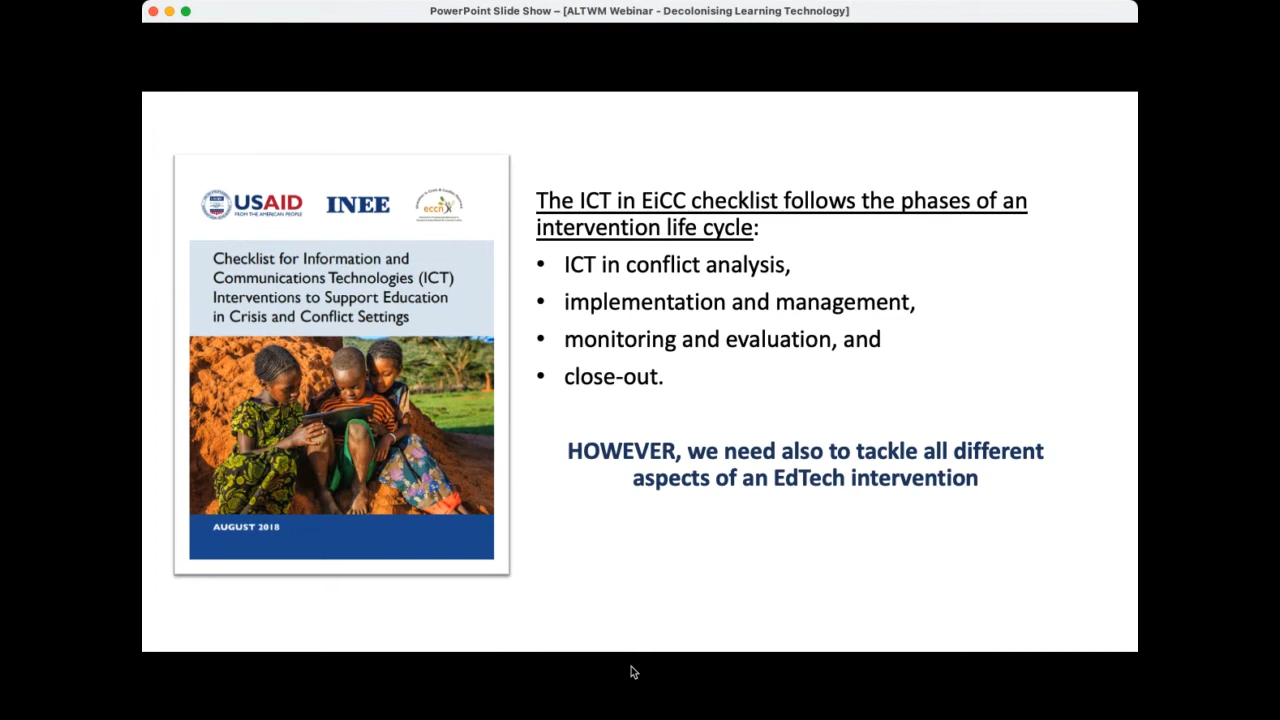 PowerPoint Slide Show – [ALTWM Webinar - Decolonising Learning Technology]
USAID
FROM THE AMERICAN PEOPLE
INEE
eccn
Checklist for Information and
Communications Technologies (ICT)
Interventions to Support Education
in Crisis and Conflict Settings
AUGUST 2018
The ICT in EiCC checklist follows the phases of an
intervention life cycle:
• ICT in conflict analysis,
• implementation and management,
• monitoring and evaluation, and
• close-out.
HOWEVER, we need also to tackle all different
aspects of an EdTech intervention